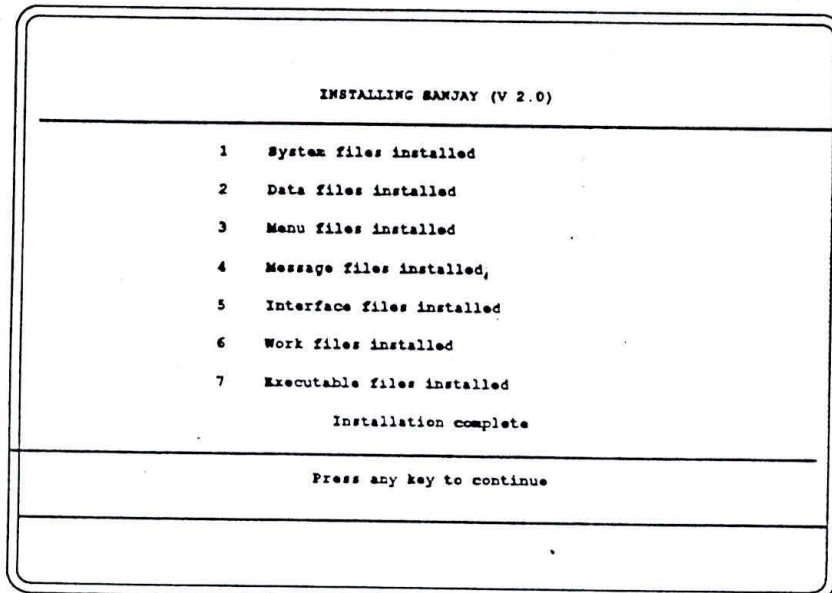 INSTALLING SANJAY (V 2.0)
1 System files installed
2 Data files installed
3 Menu files installed
4 Message files installed,
5 Interface files installed
6 Work files installed
7 Executable files installed
Installation complete
Press any key to continue